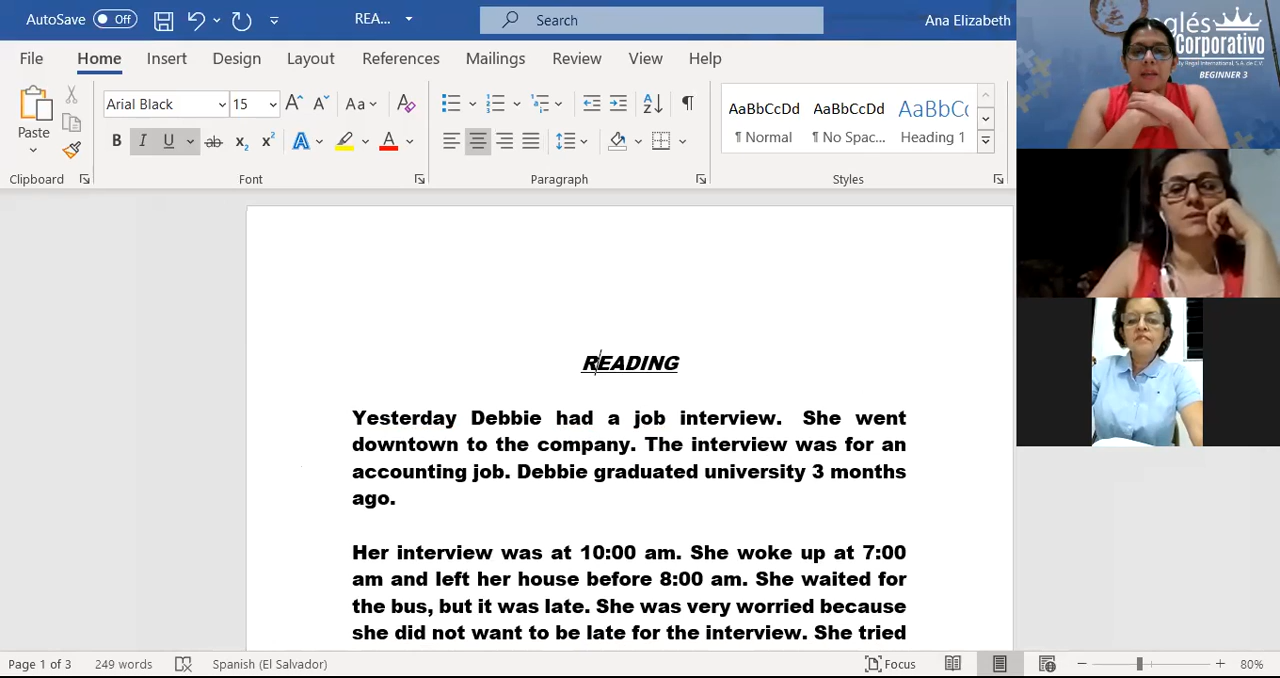 AutoSave Off REA... Search Ana Elizabeth
File Home Insert Design Layout References Mailings Review View Help
Paste
Arial Black 15
AaBbCcDd AaBbCcDd AaBbCc
¶ Normal ¶ No Spac... Heading 1
Clipboard Font Paragraph Styles
Inglés
Corporativo
By Regal International, S.A. de C.V.
BEGINNER 3
READING
Yesterday Debbie had a job interview. She went
downtown to the company. The interview was for an
accounting job. Debbie graduated university 3 months
ago.
Her interview was at 10:00 am. She woke up at 7:00
am and left her house before 8:00 am. She waited for
the bus, but it was late. She was very worried because
she did not want to be late for the interview. She tried
Page 1 of 3 249 words Spanish (El Salvador) Focus 80%